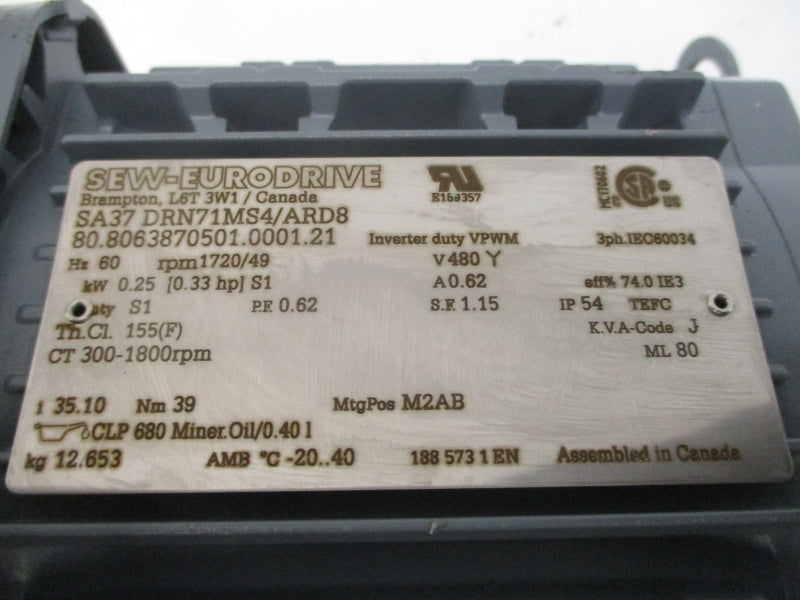 SEW-EURODRIVE
Brampton, L6T 3W1 / Canada
E189357
MC170602
SA
US
SA37 DRN71MS4/ARD8
80.8063870501.0001.21 Inverter duty VPWM 3ph.IEC60034
Hz 60 rpm1720/49 V 480 Y
kW 0.25 [0.33 hp] S1 A 0.62 eff% 74.0 IE3
S1 P.F. 0.62 S.F. 1.15 IP 54 TEFC
Th.Cl. 155(F) K.V.A-Code J
CT 300-1800rpm ML 80
i 35.10 Nm 39 MtgPos M2AB
CLP 680 Miner.Oil/0.40 l
kg 12.653 AMB °C -20..40 188 573 1 EN Assembled in Canada